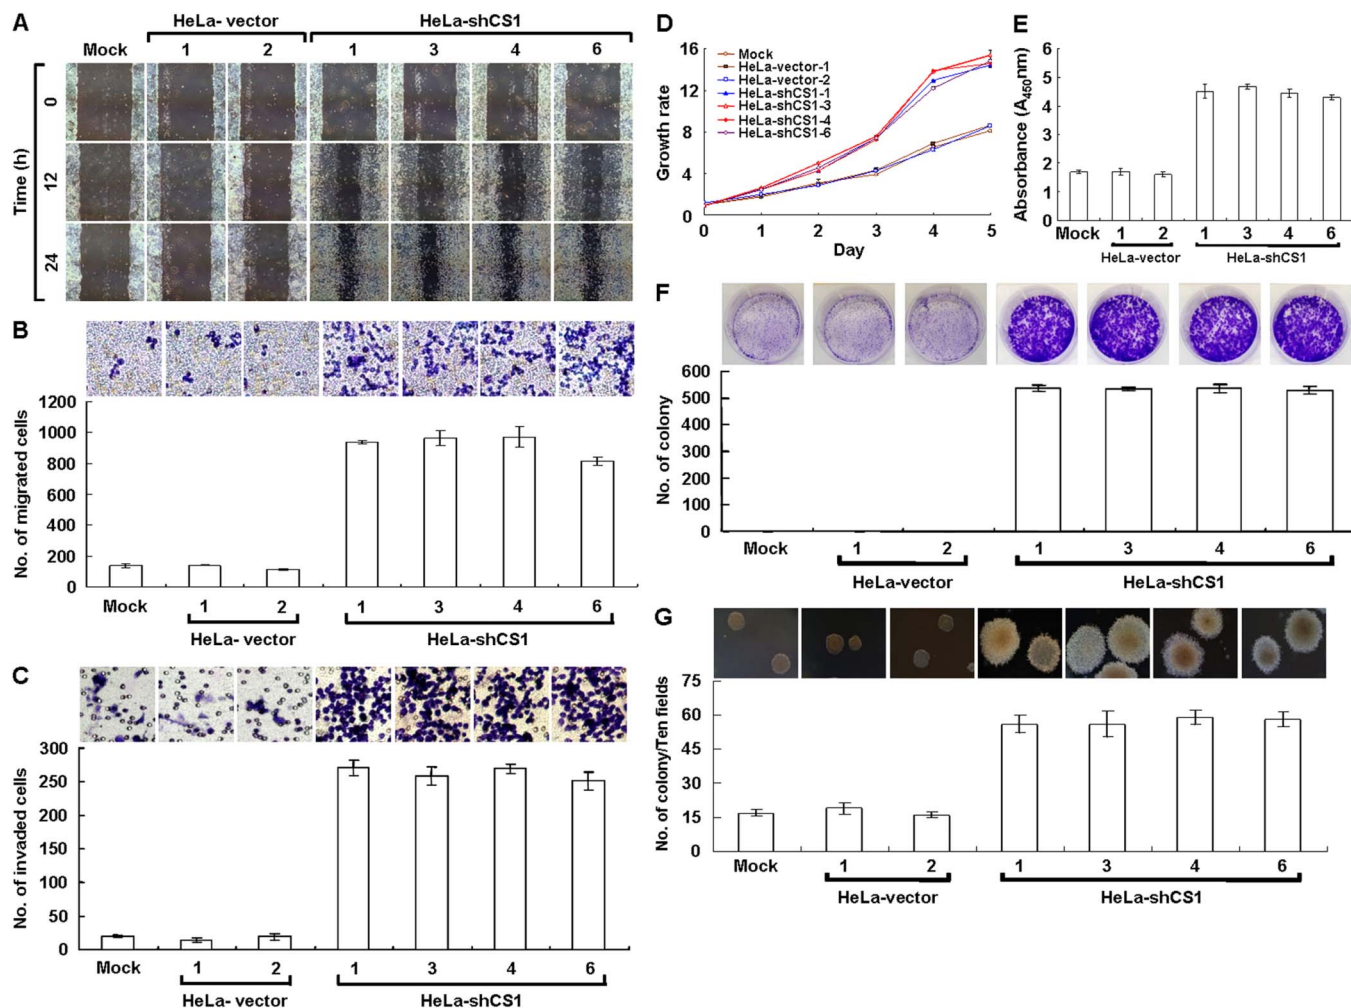 A
HeLa- vector
HeLa-shCS1
Mock 1 2 1 3 4 6
Time (h)
0
12
24
B
No. of migrated cells
1200
1000
800
600
400
200
0
Mock 1 2 1 3 4 6
HeLa- vector HeLa-shCS1
C
No. of invaded cells
300
250
200
150
100
50
0
Mock 1 2 1 3 4 6
HeLa- vector HeLa-shCS1
D
Growth rate
16
12
8
4
0
Mock
HeLa-vector-1
HeLa-vector-2
HeLa-shCS1-1
HeLa-shCS1-3
HeLa-shCS1-4
HeLa-shCS1-6
0 1 2 3 4 5
Day
E
Absorbance (A450nm)
6
5
4
3
2
1
0
Mock 1 2 1 3 4 6
HeLa-vector HeLa-shCS1
F
No. of colony
600
500
400
300
200
100
0
Mock 1 2 1 3 4 6
HeLa-vector HeLa-shCS1
G
No. of colony/Ten fields
75
60
45
30
15
0
Mock 1 2 1 3 4 6
HeLa-vector HeLa-shCS1